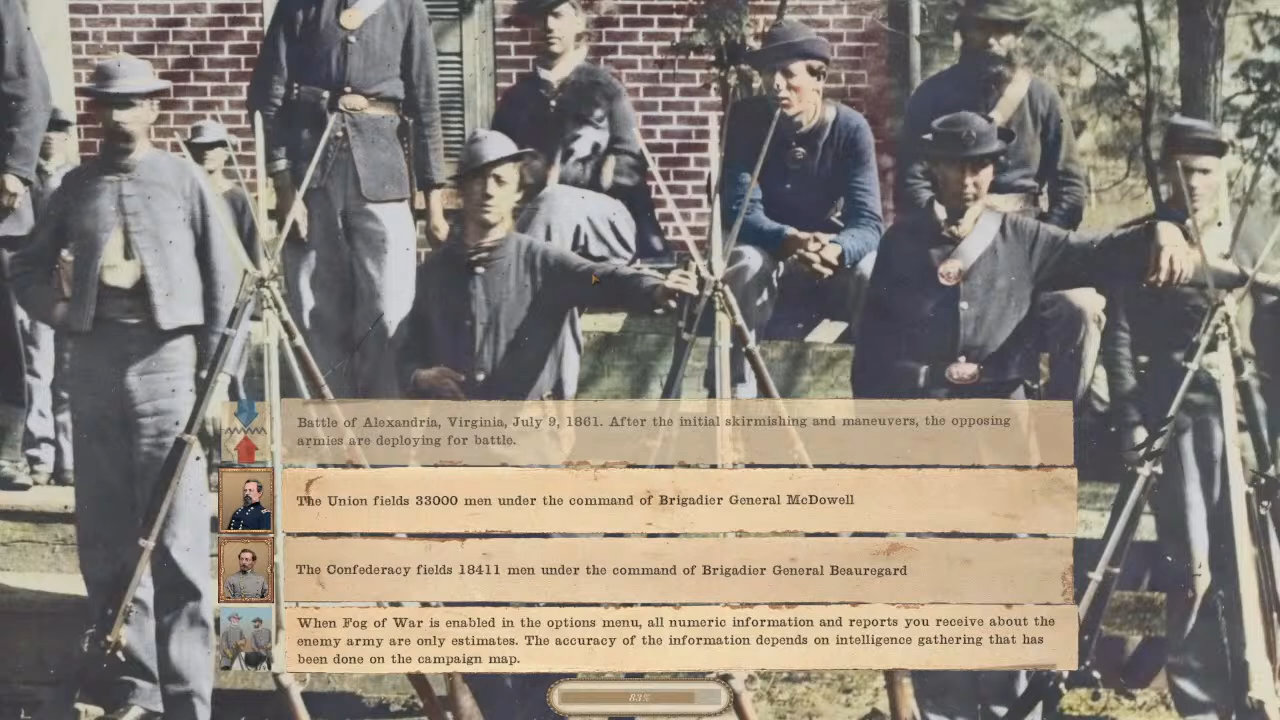 Battle of Alexandria, Virginia, July 9, 1861. After the initial skirmishing and maneuvers, the opposing
armies are deploying for battle.
The Union fields 33000 men under the command of Brigadier General McDowell
The Confederacy fields 18411 men under the command of Brigadier General Beauregard
When Fog of War is enabled in the options menu, all numeric information and reports you receive about the
enemy army are only estimates. The accuracy of the information depends on intelligence gathering that has
been done on the campaign map.
83%